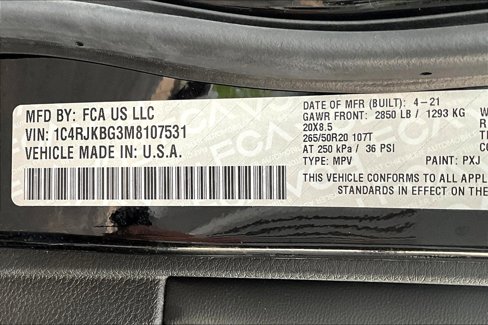 MFD BY: FCA US LLC
VIN: 1C4RJKBG3M8107531
VEHICLE MADE IN: U.S.A.
DATE OF MFR (BUILT): 4-21
GAWR FRONT: 2850 LB / 1293 KG
20X8.5
265/50R20 107T
AT 250 kPa / 36 PSI
TYPE: MPV PAINT: PXJ
THIS VEHICLE CONFORMS TO ALL APPL
STANDARDS IN EFFECT ON THE